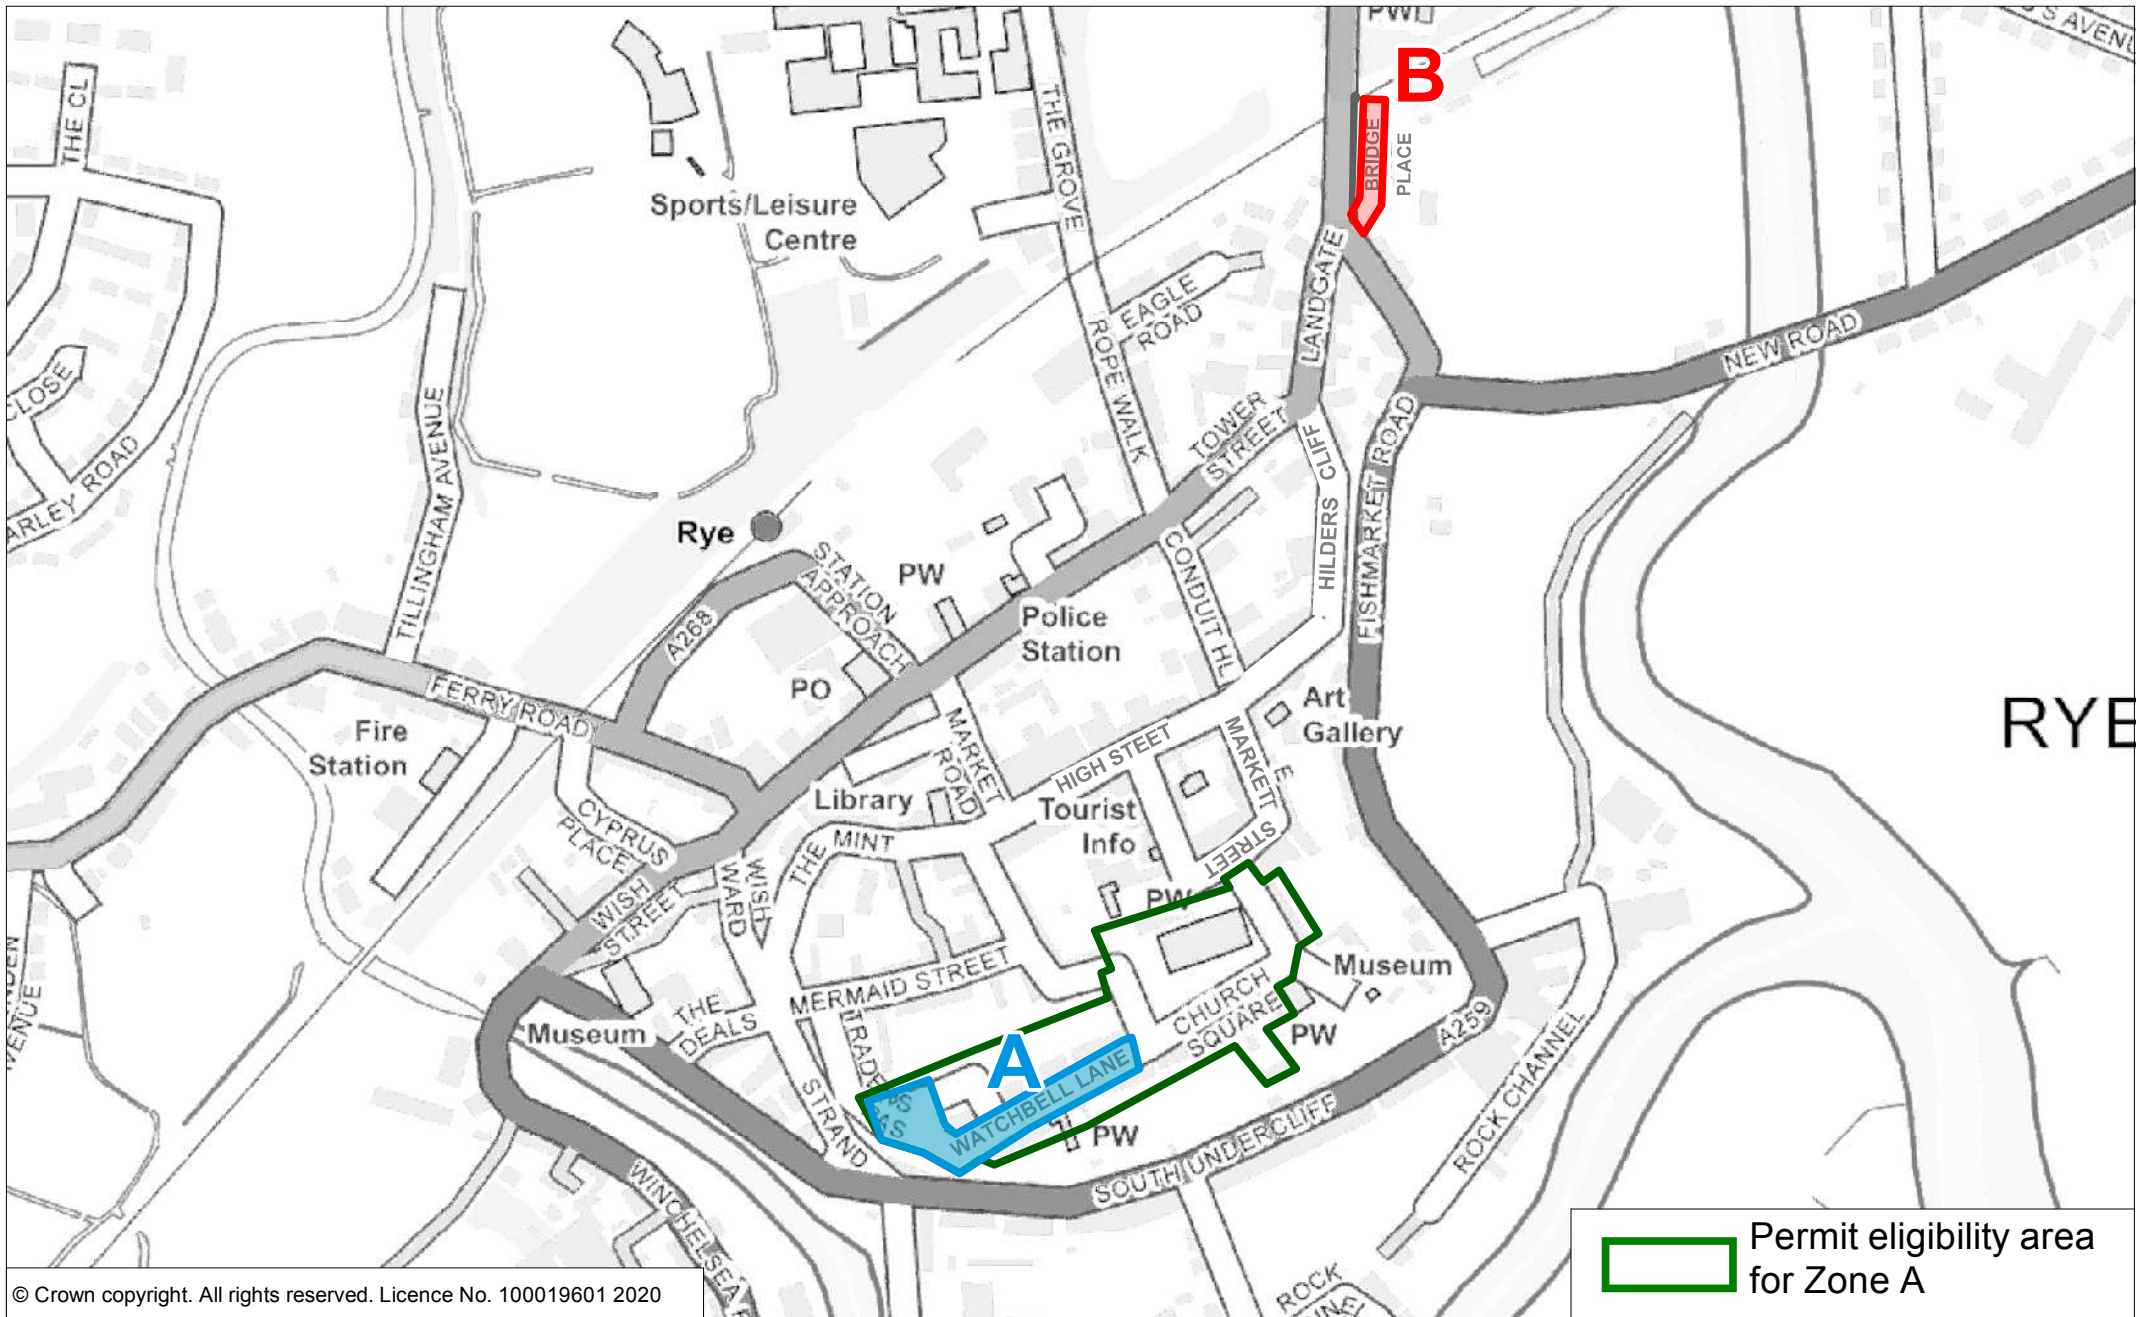 PW
B
BRIDGE
PLACE
THE CL
THE GROVE
Sports/Leisure
Centre
LANDGATE
EAGLE
ROAD
ROPE WALK
NEW ROAD
CLOSE
ARLEY ROAD
TILLINGHAM AVENUE
TOWER
STREET
HILDERS CLIFF
FISHMARKET ROAD
Rye
STATION
APPROACH
PW
CONDUIT HL
Police
Station
A268
PO
FERRY ROAD
Fire
Station
MARKET
ROAD
HIGH STEET
MARKET
E
STREET
Art
Gallery
RYE
Library
Tourist
Info
CYPRUS
PLACE
THE MINT
WISH
WARD
WISH
STREET
PW
MERMAID STREET
Museum
CHURCH
SQUARE
PW
Museum
THE
DEALS
TRADE
PS
AS
STRAND
A
WATCHBELL LANE
PW
A259
ROCK CHANNEL
SOUTH UNDERCLIFF
WINCHELSEA
AVENUE
ROCK
Permit eligibility area
for Zone A
© Crown copyright. All rights reserved. Licence No. 100019601 2020